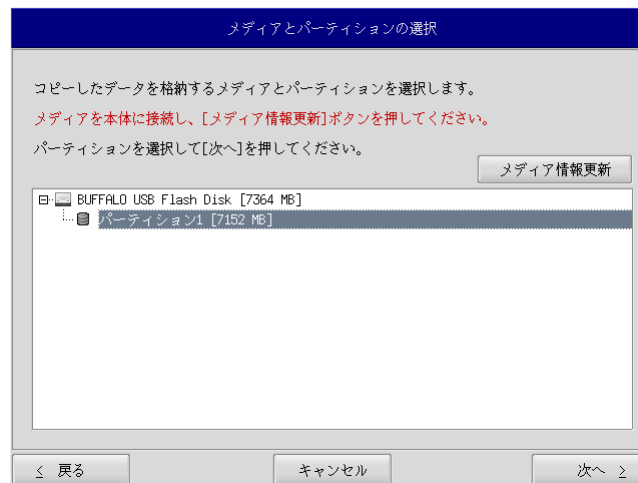 メディアとパーティションの選択
コピーしたデータを格納するメディアとパーティションを選択します。
メディアを本体に接続し、[メディア情報更新]ボタンを押してください。
パーティションを選択して[次へ]を押してください。
メディア情報更新
BUFFALO USB Flash Disk [7364 MB]
パーティション1 [7152 MB]
< 戻る
キャンセル
次へ >